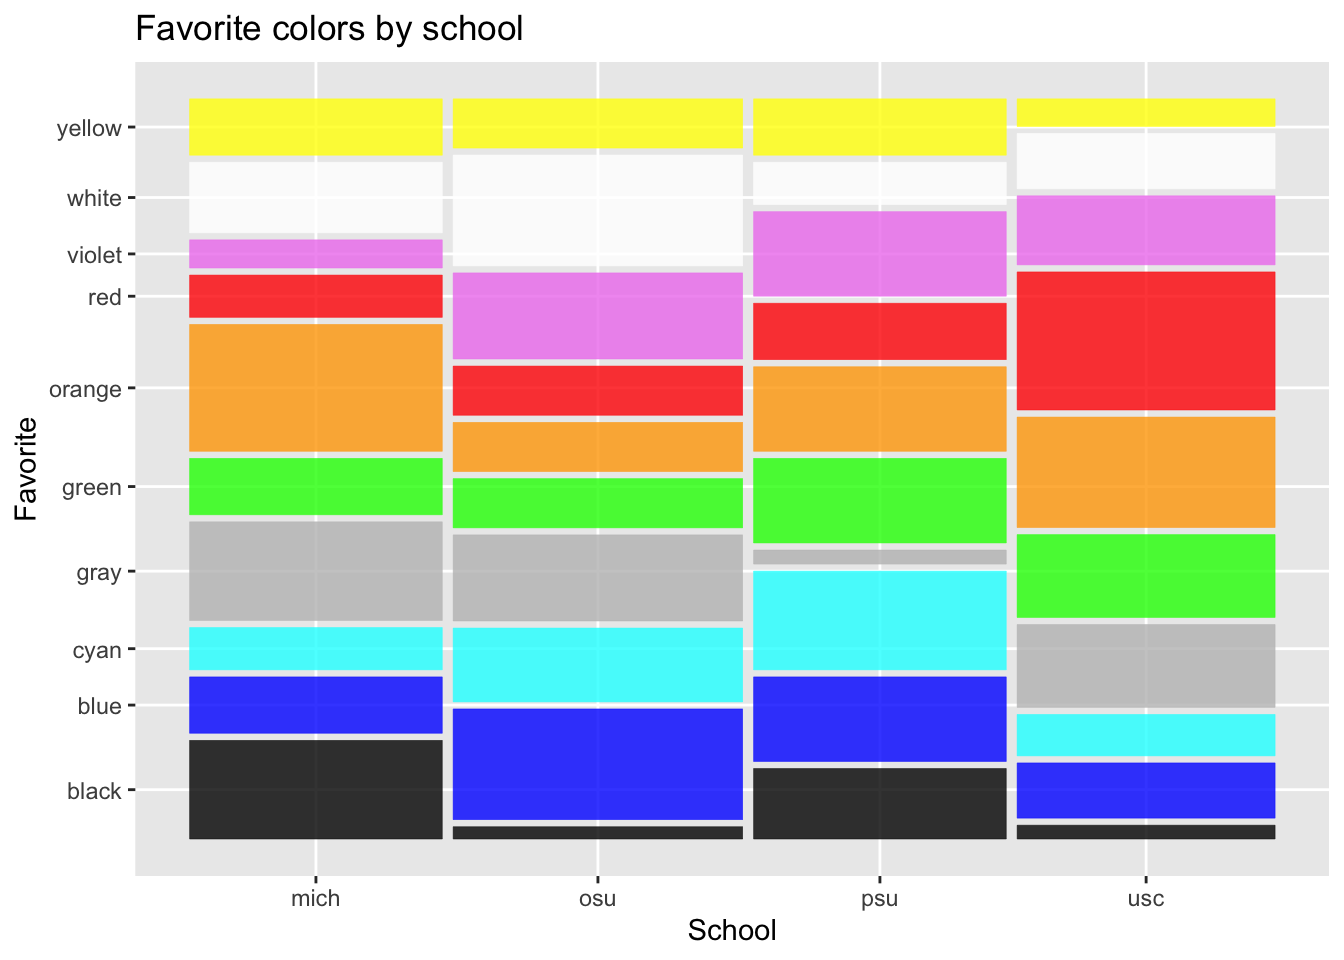 Favorite colors by school
yellow
white
violet
red
orange
green
gray
cyan
blue
black
Favorite
mich osu psu usc
School